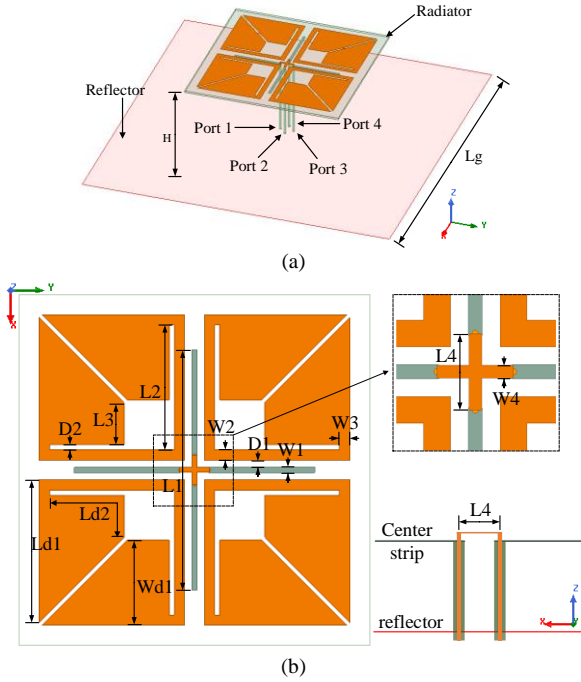 Radiator
Reflector
H
Port 1
Port 4
Port 2
Port 3
Lg
Z
X
Y
(a)
Z
Y
X
L2
L3
D2
W2
D1
W3
W1
L1
Ld2
Ld1
Wd1
L4
W4
L4
Center
strip
reflector
Z
X
Y
(b)